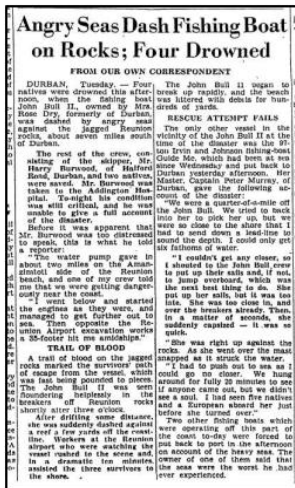 Angry Seas Dash Fishing Boat
on Rocks; Four Drowned
FROM OUR OWN CORRESPONDENT
DURBAN, Tuesday. — Four
natives were drowned this after-
noon, when the fishing boat
John Bull II., owned by Mrs.
Rose Dry, formerly of Durban,
was dashed by angry seas
against the jagged Reunion
rocks, about seven miles south
of Durban.
The rest of the crew, con-
sisting of the skipper, Mr.
Harry Burwood, of Halford
Road, Durban, and two natives,
were saved. Mr. Burwood was
taken to the Addington Hos-
pital. To-night his condition
was still critical, and he was
unable to give a full account
of the disaster.
Before it was apparent that
Mr. Burwood was too distressed
to speak, this is what he told
a reporter:
"The water pump gave in
about two miles on the Aman-
zimtoti side of the Reunion
beach, and one of my crew told
me that we were getting danger-
ously near the coast.
"I went below and started
the engines as they were, and
managed to get further out to
sea. Then opposite the Re-
union Airport excavation works
a 35-footer hit me amidships."
TRAIL OF BLOOD
A trail of blood on the jagged
rocks marked the survivors' path
of escape from the vessel, which
was fast being pounded to pieces.
The John Bull II was seen
floundering helplessly in the
breakers off Reunion rocks
shortly after three o'clock.
After drifting some distance,
she was suddenly dashed against
a reef a few yards off the coast-
line. Workers at the Reunion
airport who were watching the
vessel rushed to the scene and,
in a dramatic few minutes,
assisted the three survivors to
the shore.
The John Bull II began to
break up rapidly, and the beach
was littered with debris for hun-
dreds of yards.
RESCUE ATTEMPT FAILS
The only other vessel in the
vicinity of the John Bull II at the
time of the disaster was the 97-
ton Irvin and Johnson fishing-boat
Guide Me, which had been at sea
since Wednesday and put back to
Durban yesterday afternoon. Her
Master, Captain Peter Murray, of
Durban, gave the following ac-
count of the disaster:
"We were a quarter-of-a-mile off
the John Bull. We tried to back
into her to pick her up, but we
were so close to the shore that I
had to send down a lead-line to
sound the depth. I could only get
six fathoms of water.
"I couldn't get any closer, so
I shouted to the John Bull, crew
to put up their sails and, if not,
to jump overboard, which was
the next best thing to do. She
put up her sails, but it was too
late. She was too close in, and
over the breakers already. Then,
in a matter of seconds, she
suddenly capsized — it was so
quick.
"She was right up against the
rocks. As she went over the mast
snapped as it struck the water.
"I had to put out to sea as I
could go no closer. We hung
around for fully 20 minutes to see
if anyone came out, but we didn't
see a soul. I had seen five natives
and a European aboard her just
before she turned over."
Two other fishing boats which
were operating off this part of
the coast to-day were forced to
put back to port in the afternoon
on account of the heavy seas. The
owner of one of them said that
the seas were the worst he had
ever experienced.